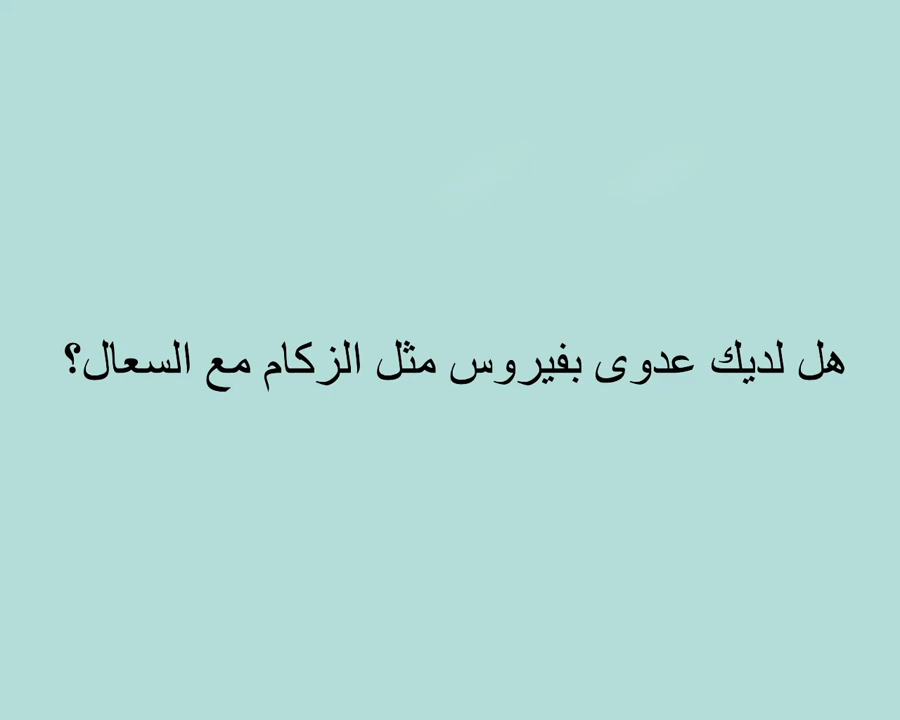 هل لديك عدوى بفيروس مثل الزكام مع السعال؟